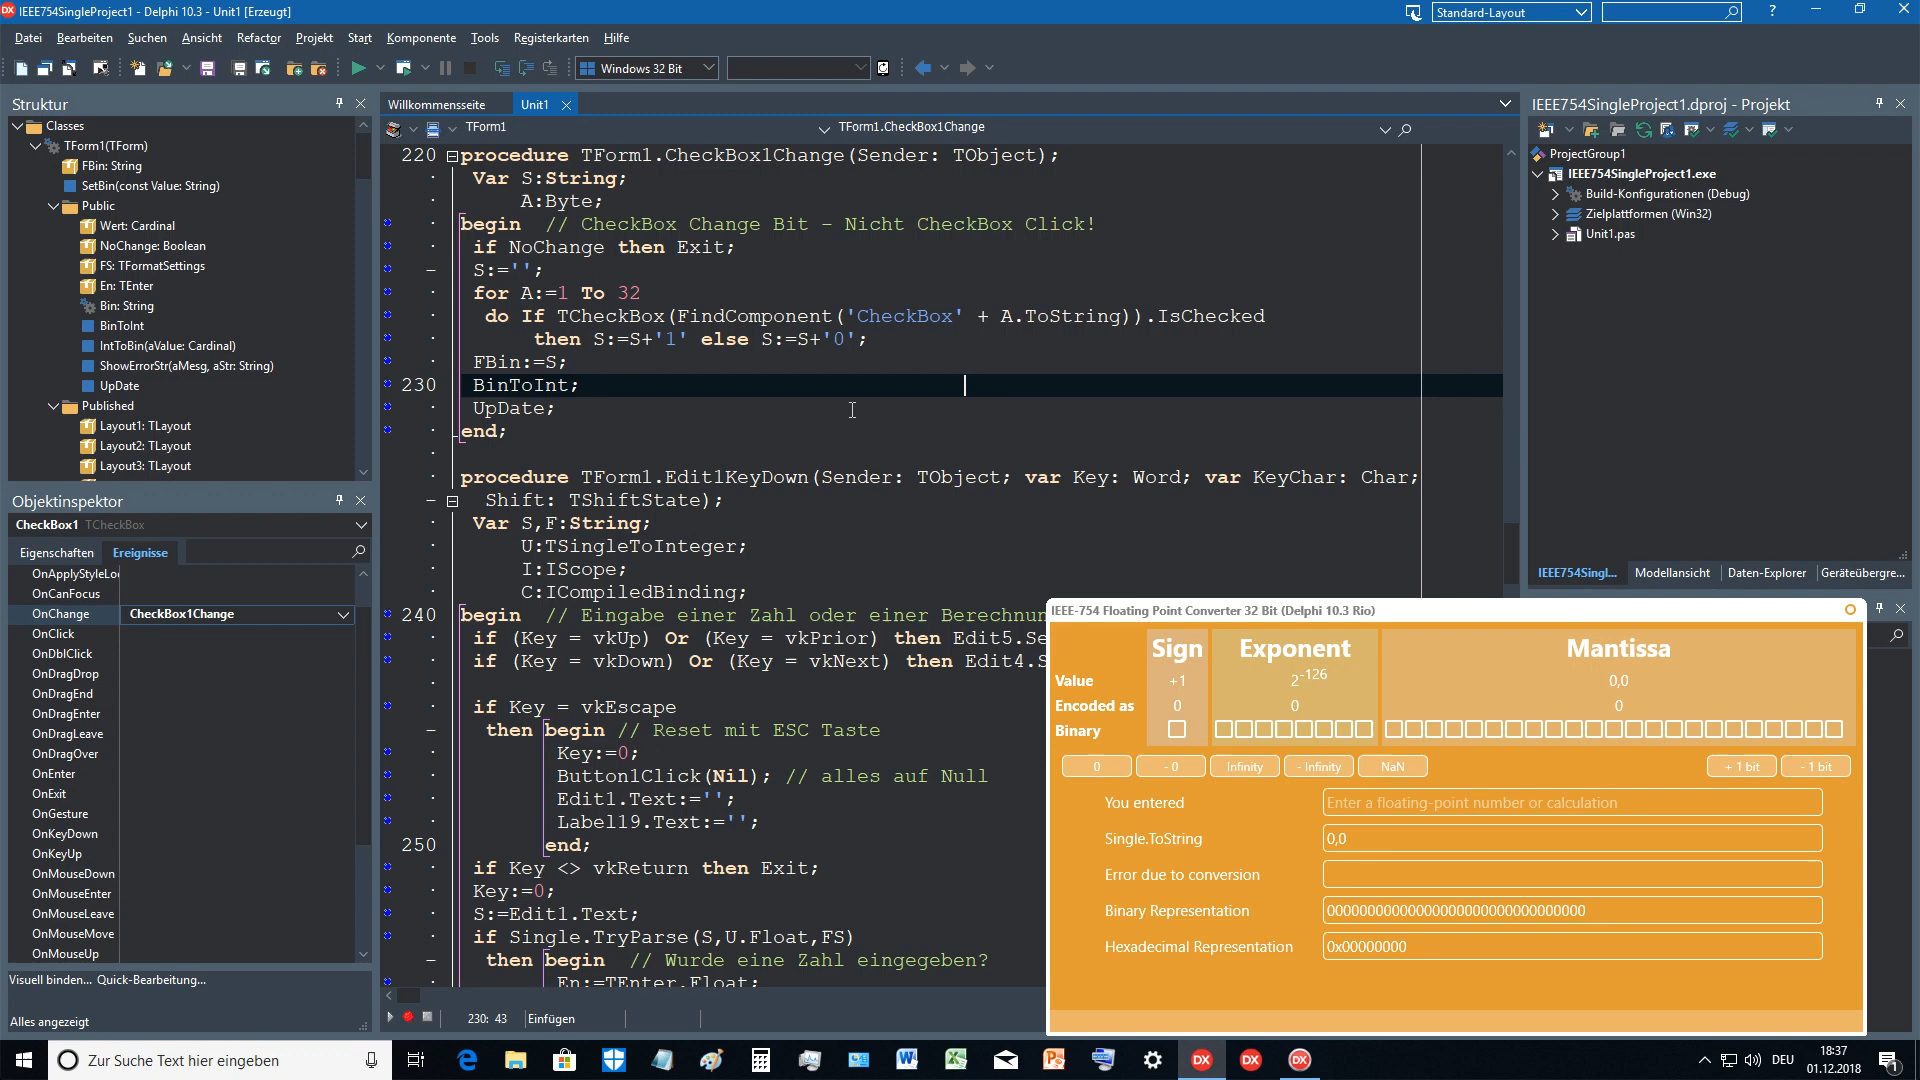 IEEE754SingleProject1 - Delphi 10.3 - Unit1 [Erzeugt]
Standard-Layout
?
Datei Bearbeiten Suchen Ansicht Refactor Projekt Start Komponente Tools Registerkarten Hilfe
Windows 32 Bit
Struktur
Classes
TForm1(TForm)
FBin: String
SetBin(const Value: String)
Public
Wert: Cardinal
NoChange: Boolean
FS: TFormatSettings
En: TEnter
Bin: String
BinToInt
IntToBin(aValue: Cardinal)
ShowErrorStr(aMesg, aStr: String)
UpDate
Published
Layout1: TLayout
Layout2: TLayout
Layout3: TLayout
Objektinspektor
CheckBox1 TCheckBox
Eigenschaften Ereignisse
OnApplyStyleLo
OnCanFocus
OnChange CheckBox1Change
OnClick
OnDblClick
OnDragDrop
OnDragEnd
OnDragEnter
OnDragLeave
OnDragOver
OnEnter
OnExit
OnGesture
OnKeyDown
OnKeyUp
OnMouseDown
OnMouseEnter
OnMouseLeave
OnMouseMove
OnMouseUp
Visuell binden... Quick-Bearbeitung...
Alles angezeigt
Willkommensseite Unit1
TForm1 TForm1.CheckBox1Change
220 procedure TForm1.CheckBox1Change(Sender: TObject);
Var S:String;
A:Byte;
begin // CheckBox Change Bit - Nicht CheckBox Click!
if NoChange then Exit;
S:='';
for A:=1 To 32
do If TCheckBox(FindComponent('CheckBox' + A.ToString)).IsChecked
then S:=S+'1' else S:=S+'0';
FBin:=S;
230 BinToInt;
UpDate;
end;
procedure TForm1.Edit1KeyDown(Sender: TObject; var Key: Word; var KeyChar: Char;
Shift: TShiftState);
Var S,F:String;
U:TSingleToInteger;
I:IScope;
C:ICompiledBinding;
240 begin // Eingabe einer Zahl oder einer Berechnun
if (Key = vkUp) Or (Key = vkPrior) then Edit5.Se
if (Key = vkDown) Or (Key = vkNext) then Edit4.S
if Key = vkEscape
then begin // Reset mit ESC Taste
Key:=0;
Button1Click(Nil); // alles auf Null
Edit1.Text:='';
Label19.Text:='';
250 end;
if Key <> vkReturn then Exit;
Key:=0;
S:=Edit1.Text;
if Single.TryParse(S,U.Float,FS)
then begin // Wurde eine Zahl eingegeben?
En:=TEnter.Float;
230: 43 Einfügen
IEEE754SingleProject1.dproj - Projekt
ProjectGroup1
IEEE754SingleProject1.exe
Build-Konfigurationen (Debug)
Zielplattformen (Win32)
Unit1.pas
IEEE754Singl... Modellansicht Daten-Explorer Geräteübergre...
IEEE-754 Floating Point Converter 32 Bit (Delphi 10.3 Rio)
Sign Exponent Mantissa
Value +1 2-126 0,0
Encoded as 0 0 0
Binary
0 - 0 Infinity - Infinity NaN + 1 bit - 1 bit
You entered Enter a floating-point number or calculation
Single.ToString 0,0
Error due to conversion
Binary Representation 00000000000000000000000000000000
Hexadecimal Representation 0x00000000
Zur Suche Text hier eingeben
DEU
18:37
01.12.2018
1